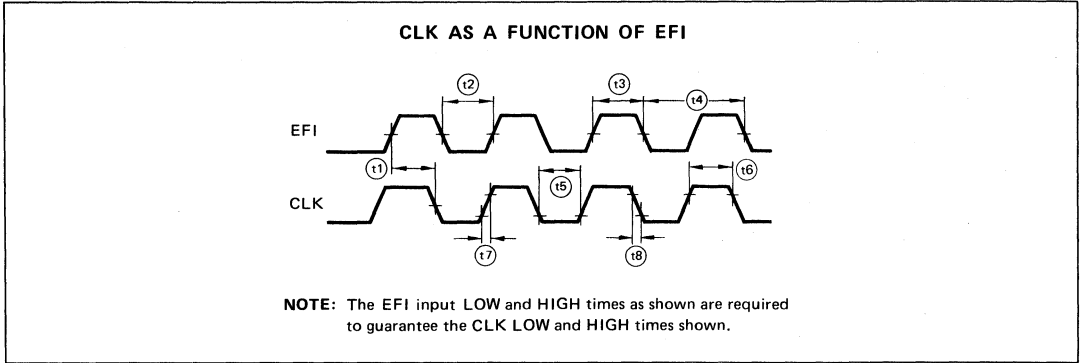 CLK AS A FUNCTION OF EFI
t2
t3
t4
EFI
t1
t5
t6
CLK
t7
t8
NOTE: The EFI input LOW and HIGH times as shown are required
to guarantee the CLK LOW and HIGH times shown.